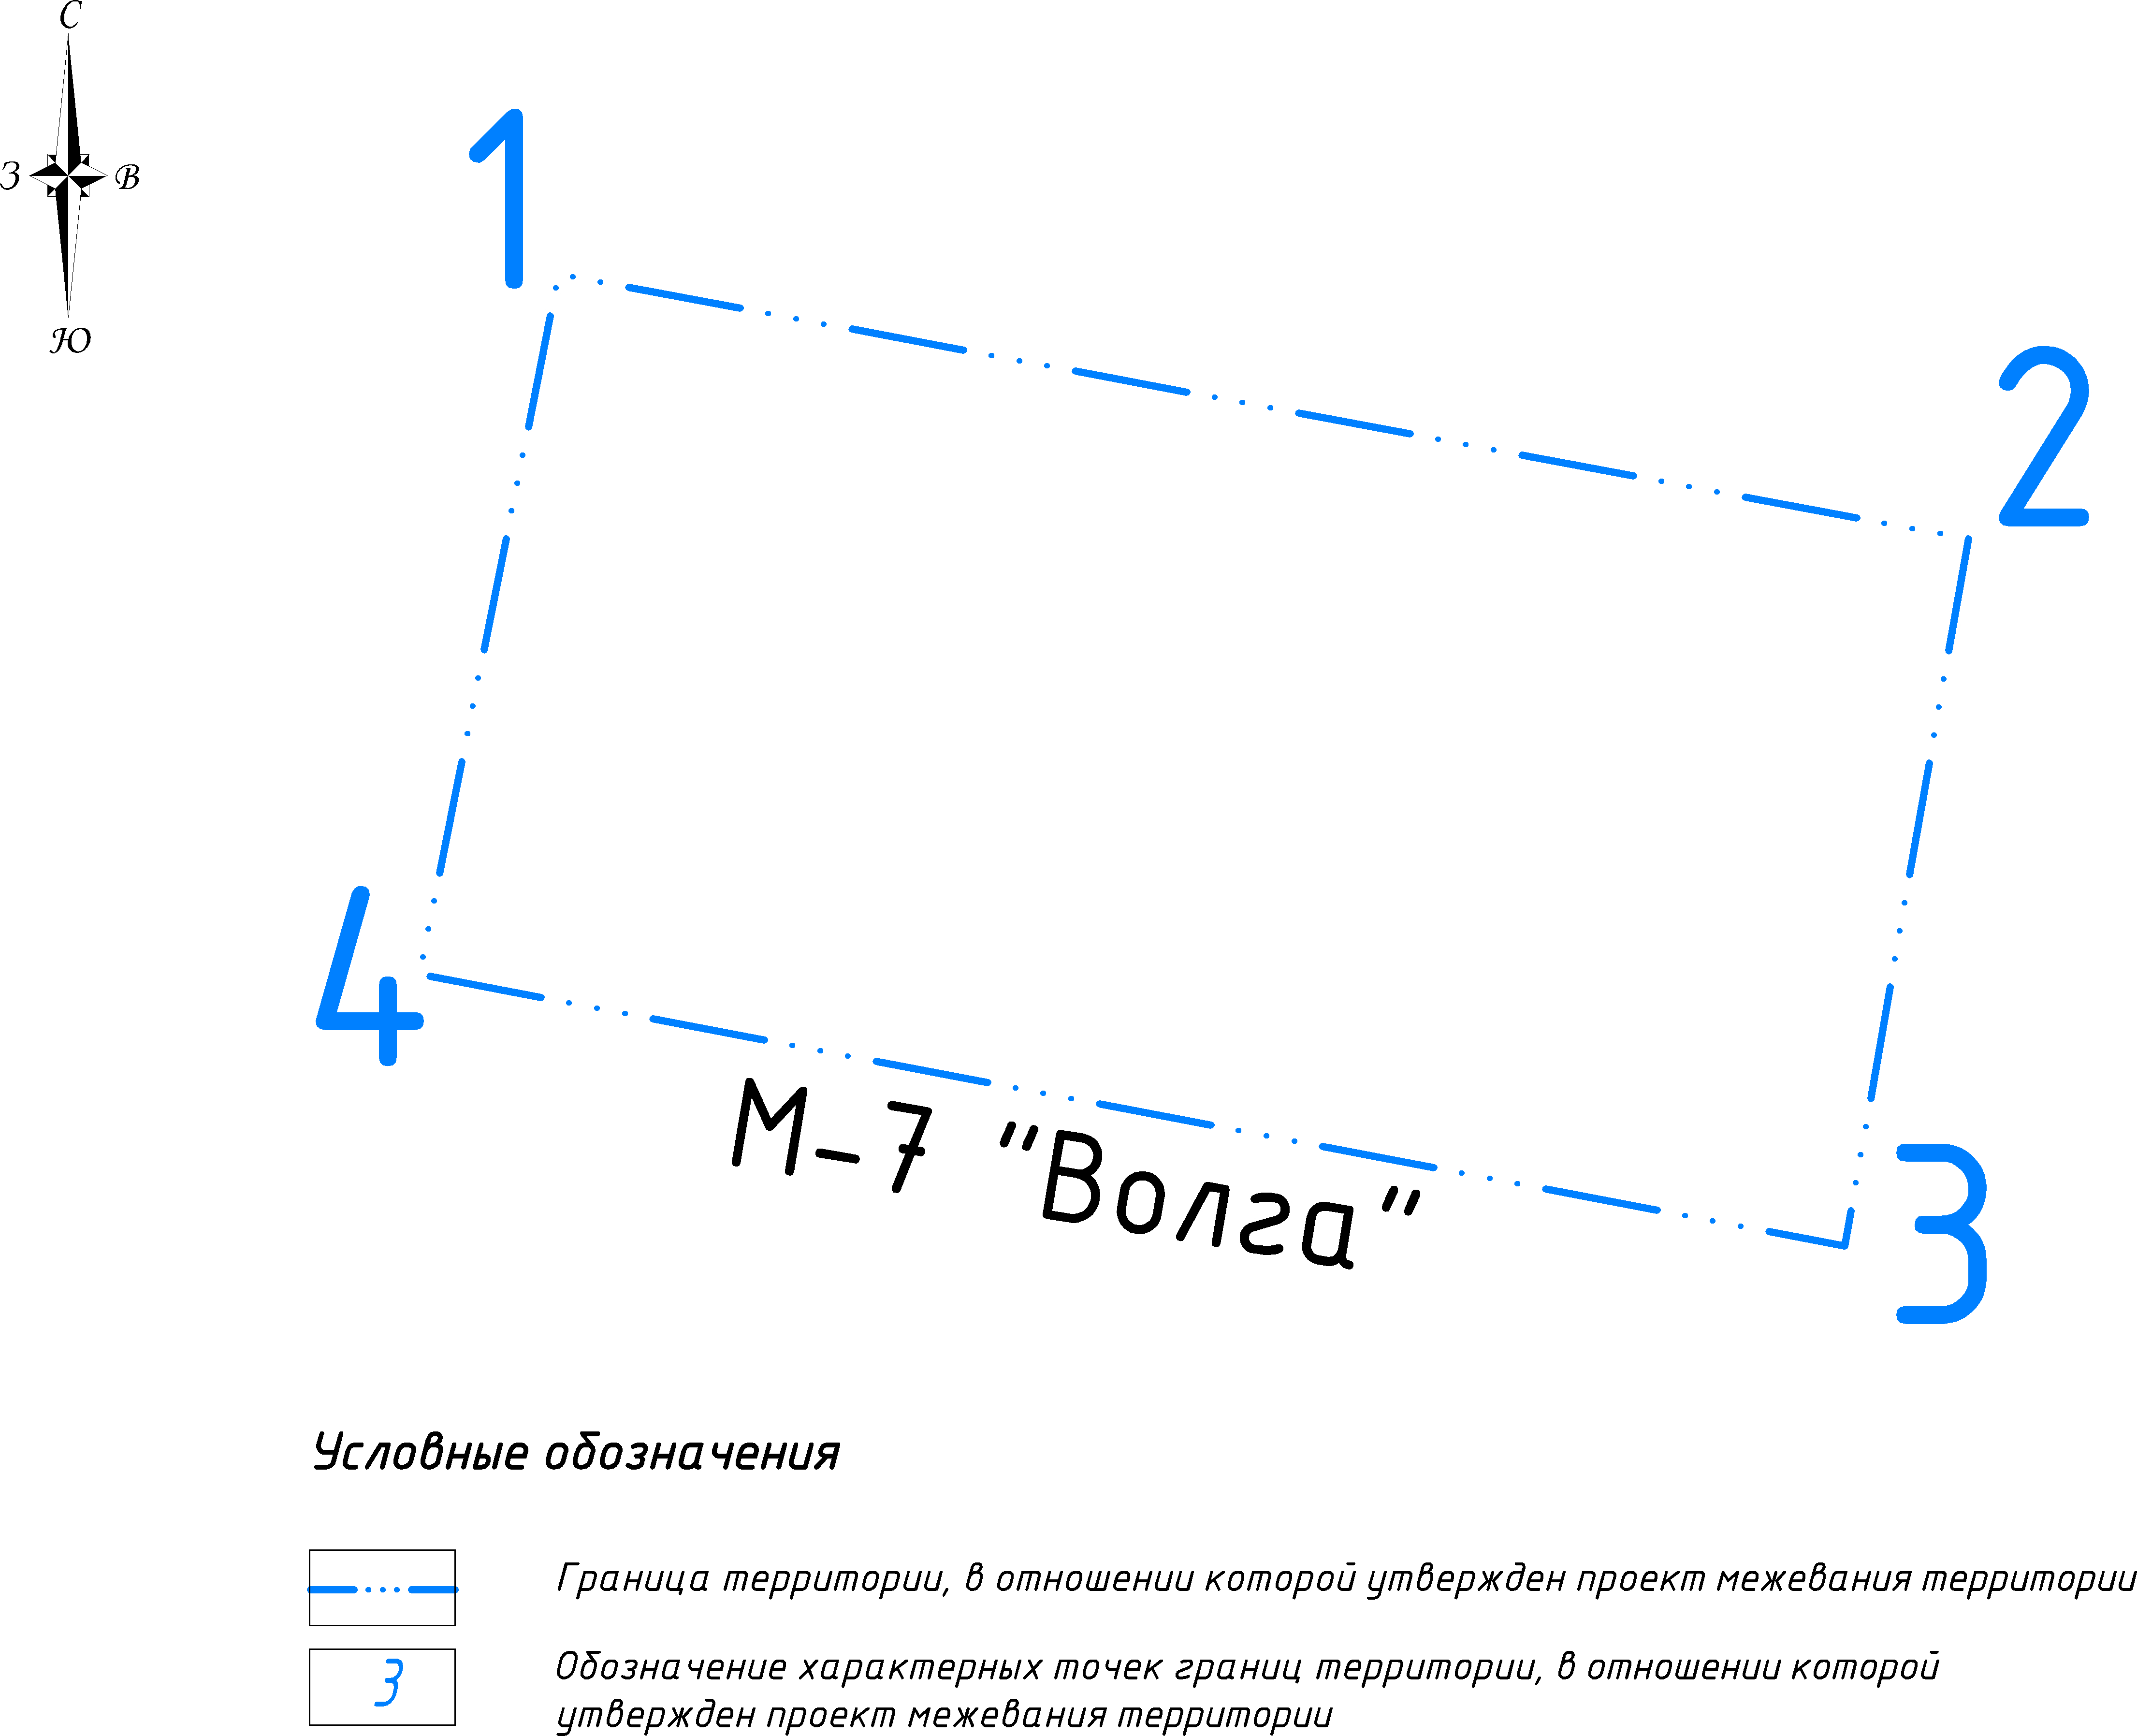 С
З
В
Ю
1
2
4
3
М-7 "Волга"
Условные обозначения
Граница территории, в отношении которой утвержден проект межевания территории
3
Обозначение характерных точек границ территории, в отношении которой
утвержден проект межевания территории